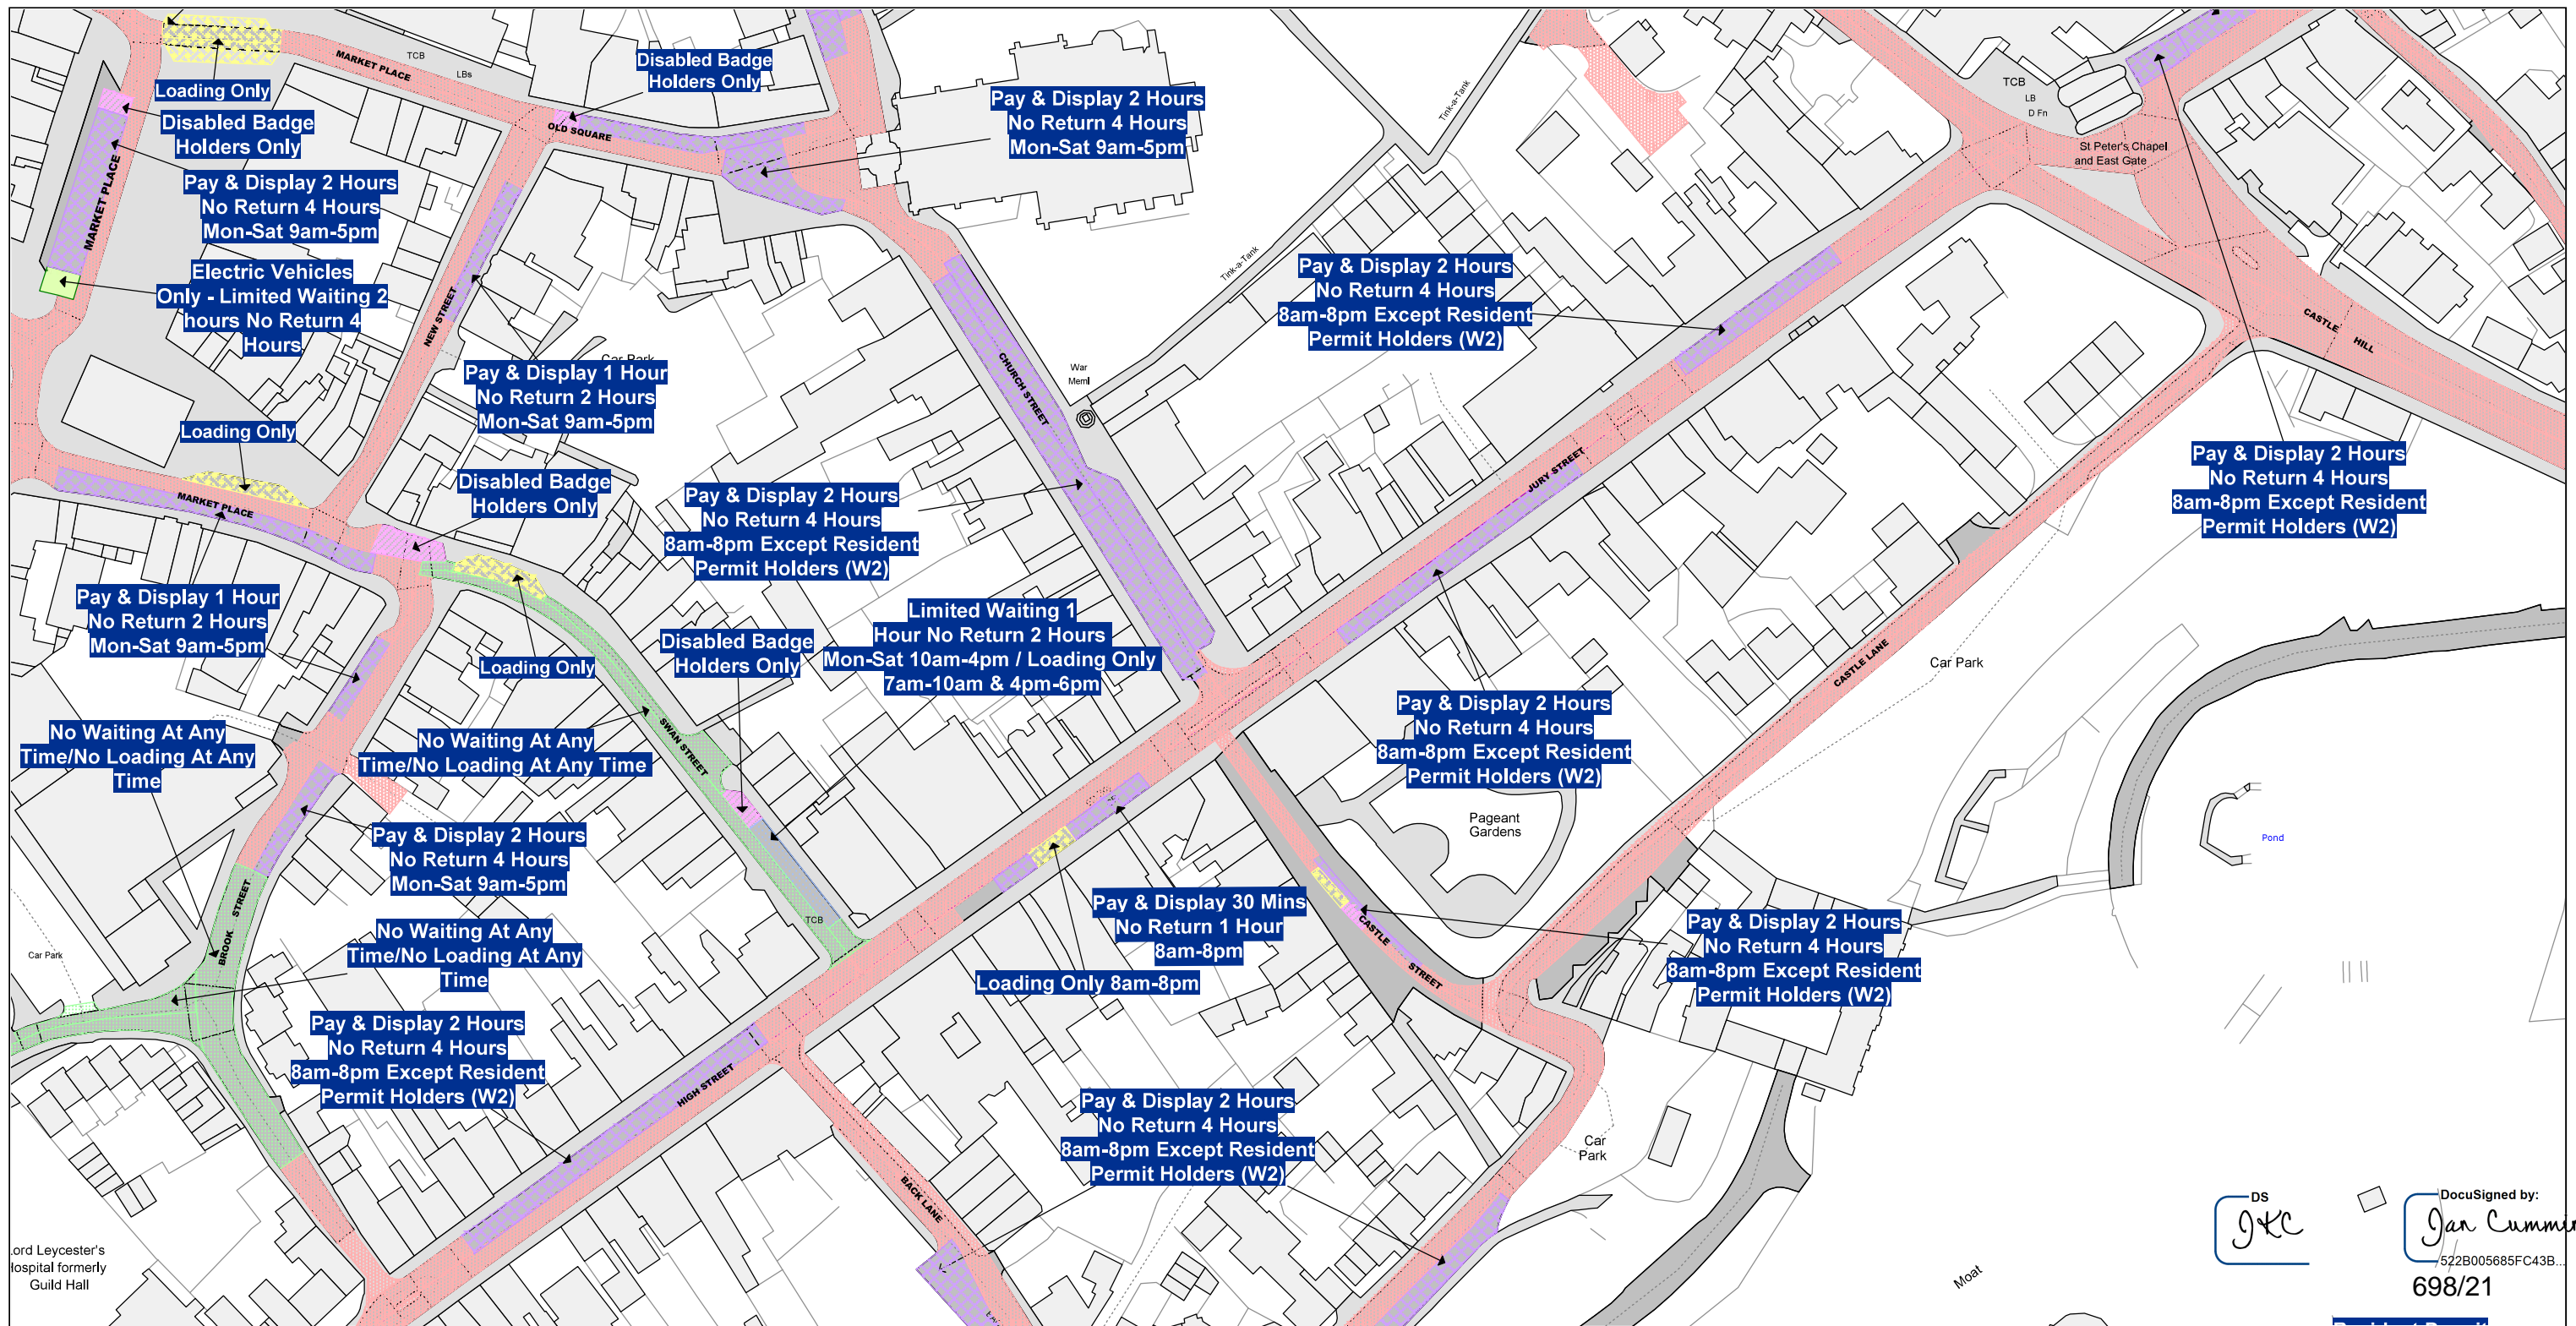 MARKET PLACE
TCB
LBs
Loading Only
Disabled Badge
Holders Only
Disabled Badge
Holders Only
OLD SQUARE
Pay & Display 2 Hours
No Return 4 Hours
Mon-Sat 9am-5pm
MARKET PLACE
Pay & Display 2 Hours
No Return 4 Hours
Mon-Sat 9am-5pm
Tink-a-Tank
TCB
LB
D Fn
St Peter's Chapel
and East Gate
Electric Vehicles
Only - Limited Waiting 2
hours No Return 4
Hours
NEW STREET
Tink-a-Tank
Pay & Display 2 Hours
No Return 4 Hours
8am-8pm Except Resident
Permit Holders (W2)
CASTLE
HILL
Car Park
Pay & Display 1 Hour
No Return 2 Hours
Mon-Sat 9am-5pm
CHURCH STREET
War
Meml
Loading Only
Disabled Badge
Holders Only
Pay & Display 2 Hours
No Return 4 Hours
8am-8pm Except Resident
Permit Holders (W2)
JURY STREET
Pay & Display 2 Hours
No Return 4 Hours
8am-8pm Except Resident
Permit Holders (W2)
MARKET PLACE
Pay & Display 1 Hour
No Return 2 Hours
Mon-Sat 9am-5pm
Loading Only
Disabled Badge
Holders Only
Limited Waiting 1
Hour No Return 2 Hours
Mon-Sat 10am-4pm / Loading Only
7am-10am & 4pm-6pm
CASTLE LANE
Car Park
No Waiting At Any
Time/No Loading At Any
Time
No Waiting At Any
Time/No Loading At Any Time
SWAN STREET
Pay & Display 2 Hours
No Return 4 Hours
8am-8pm Except Resident
Permit Holders (W2)
Pageant
Gardens
Pond
Pay & Display 2 Hours
No Return 4 Hours
Mon-Sat 9am-5pm
BROOK STREET
TCB
Pay & Display 30 Mins
No Return 1 Hour
8am-8pm
Loading Only 8am-8pm
CASTLE
STREET
Pay & Display 2 Hours
No Return 4 Hours
8am-8pm Except Resident
Permit Holders (W2)
Car Park
No Waiting At Any
Time/No Loading At Any
Time
Pay & Display 2 Hours
No Return 4 Hours
8am-8pm Except Resident
Permit Holders (W2)
HIGH STREET
Pay & Display 2 Hours
No Return 4 Hours
8am-8pm Except Resident
Permit Holders (W2)
BACK LANE
Car
Park
Moat
ord Leycester's
ospital formerly
Guild Hall
DS
JKC
DocuSigned by:
Jan Cummin
522B005685FC43B...
698/21
Resident Permit